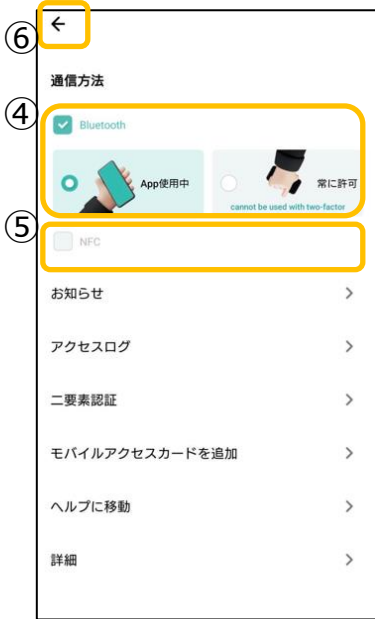 ⑥
←
通信方法
④
Bluetooth
App使用中
常に許可
cannot be used with two-factor
⑤
NFC
お知らせ
アクセスログ
二要素認証
モバイルアクセスカードを追加
ヘルプに移動
詳細